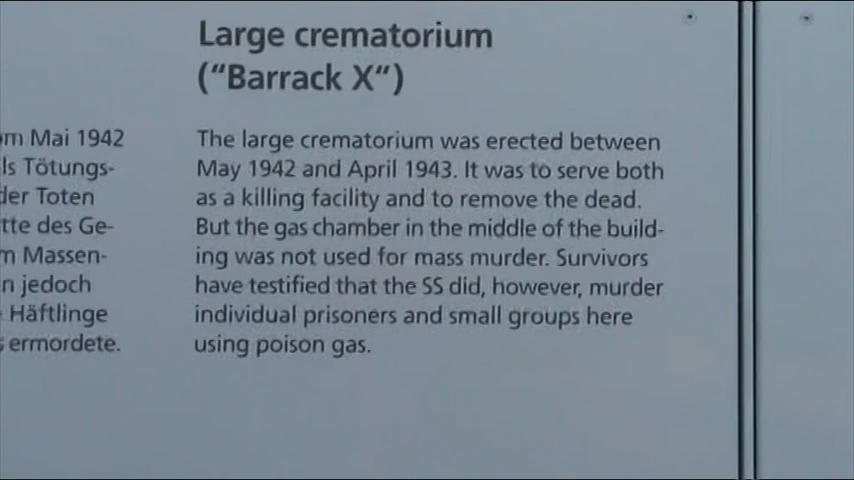 Large crematorium
("Barrack X“)
om Mai 1942
ls Tötungs-
der Toten
tte des Ge-
m Massen-
n jedoch
Häftlinge
s ermordete.
The large crematorium was erected between
May 1942 and April 1943. It was to serve both
as a killing facility and to remove the dead.
But the gas chamber in the middle of the build-
ing was not used for mass murder. Survivors
have testified that the SS did, however, murder
individual prisoners and small groups here
using poison gas.